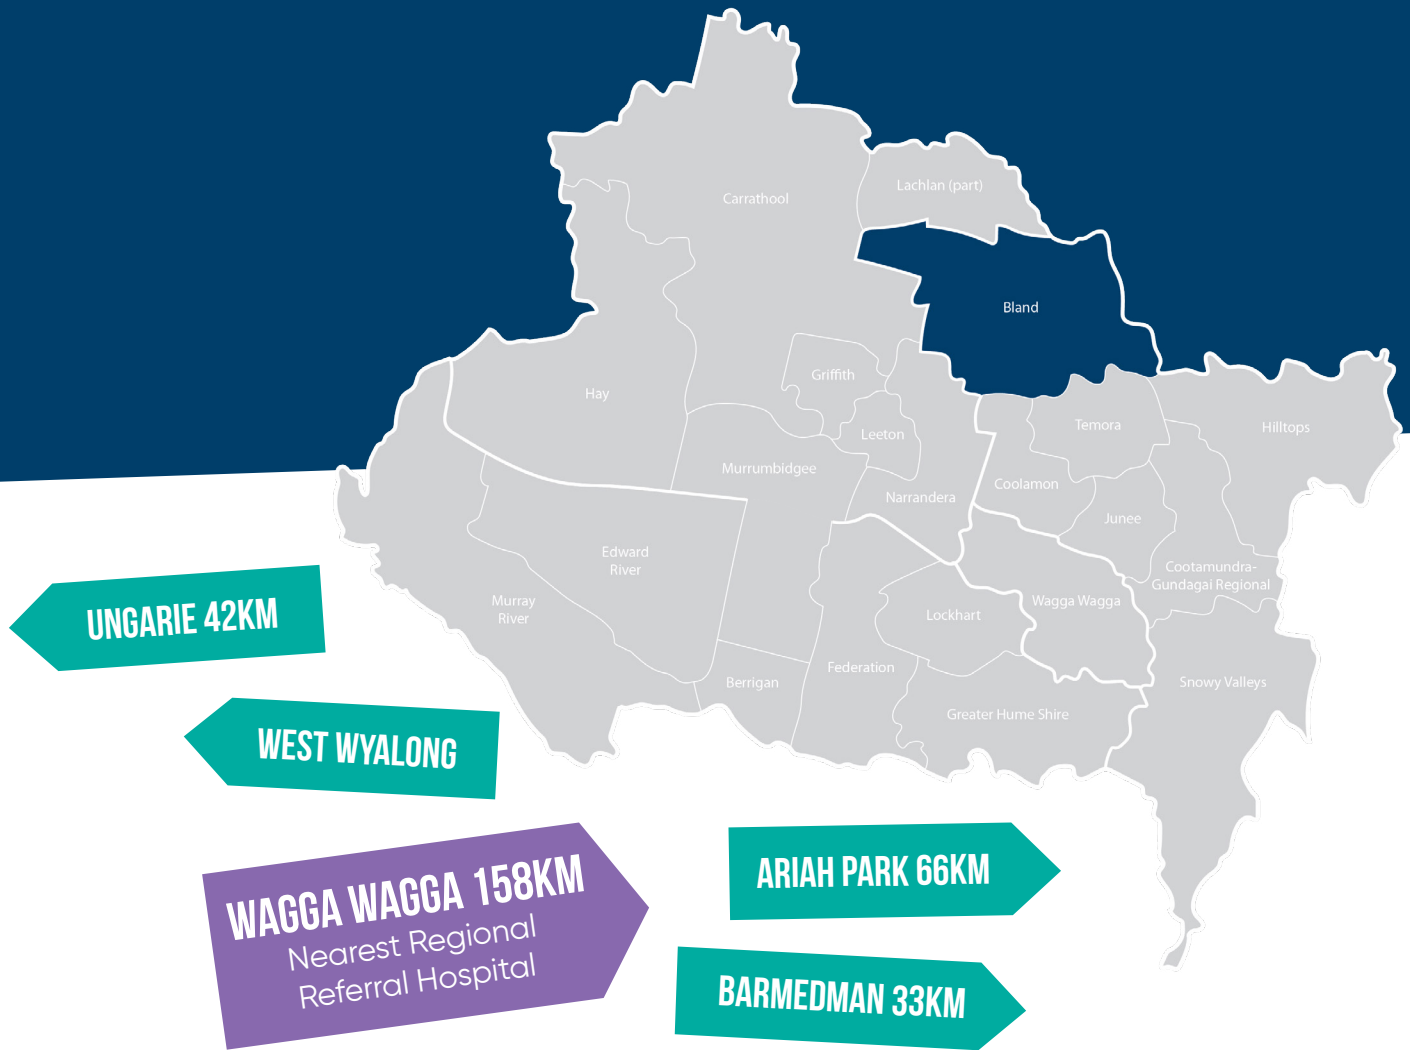 Lachlan (part)
Carrathool
Bland
Griffith
Hay
Leeton
Temora
Hilltops
Murrumbidgee
Coolamon
Narrandera
Junee
Edward
River
Cootamundra-
Gundagai Regional
Murray
River
Wagga Wagga
Lockhart
Federation
Berrigan
Snowy Valleys
Greater Hume Shire
UNGARIE 42KM
WEST WYALONG
WAGGA WAGGA 158KM
Nearest Regional
Referral Hospital
ARIAH PARK 66KM
BARMEDMAN 33KM